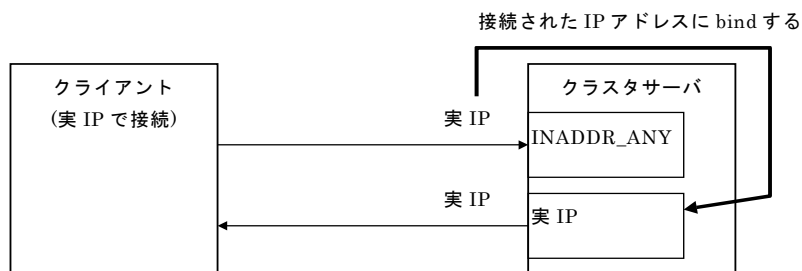 接続された IP アドレスに bind する
クライアント
(実 IP で接続)
クラスタサーバ
実 IP
INADDR_ANY
実 IP
実 IP